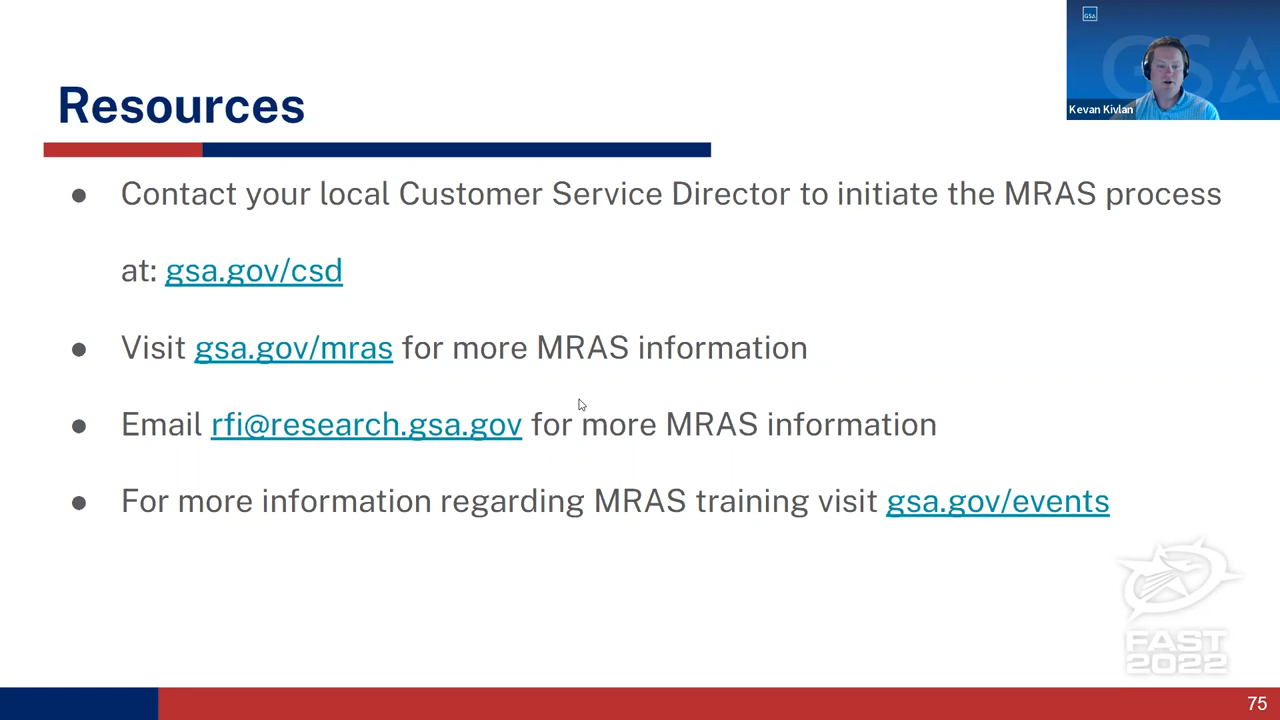 GSA
GSA
Kevan Kivlan
Resources
● Contact your local Customer Service Director to initiate the MRAS process
at: gsa.gov/csd
● Visit gsa.gov/mras for more MRAS information
● Email rfi@research.gsa.gov for more MRAS information
● For more information regarding MRAS training visit gsa.gov/events
FAST
2022
75